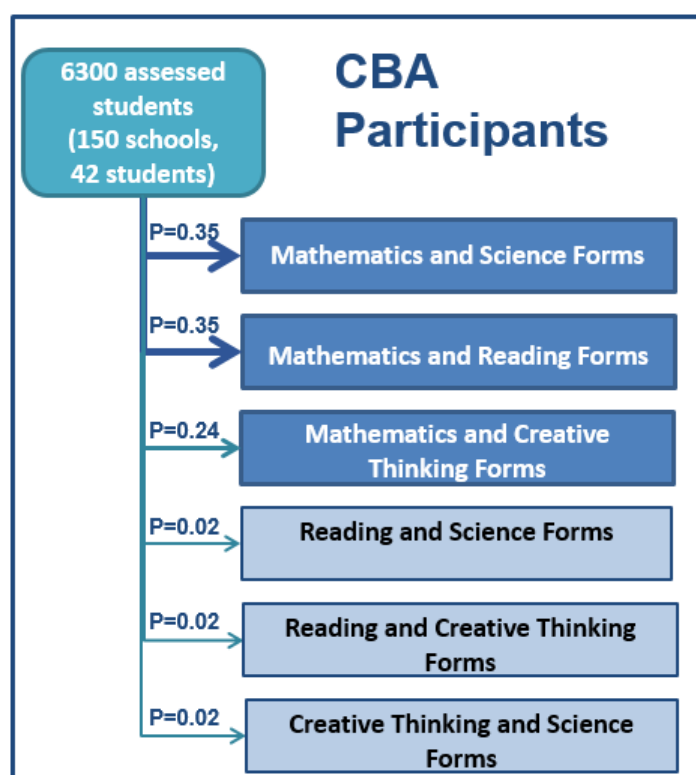 6300 assessed
students
(150 schools,
42 students)
CBA
Participants
P=0.35
Mathematics and Science Forms
P=0.35
Mathematics and Reading Forms
P=0.24
Mathematics and Creative
Thinking Forms
P=0.02
Reading and Science Forms
P=0.02
Reading and Creative Thinking
Forms
P=0.02
Creative Thinking and Science
Forms